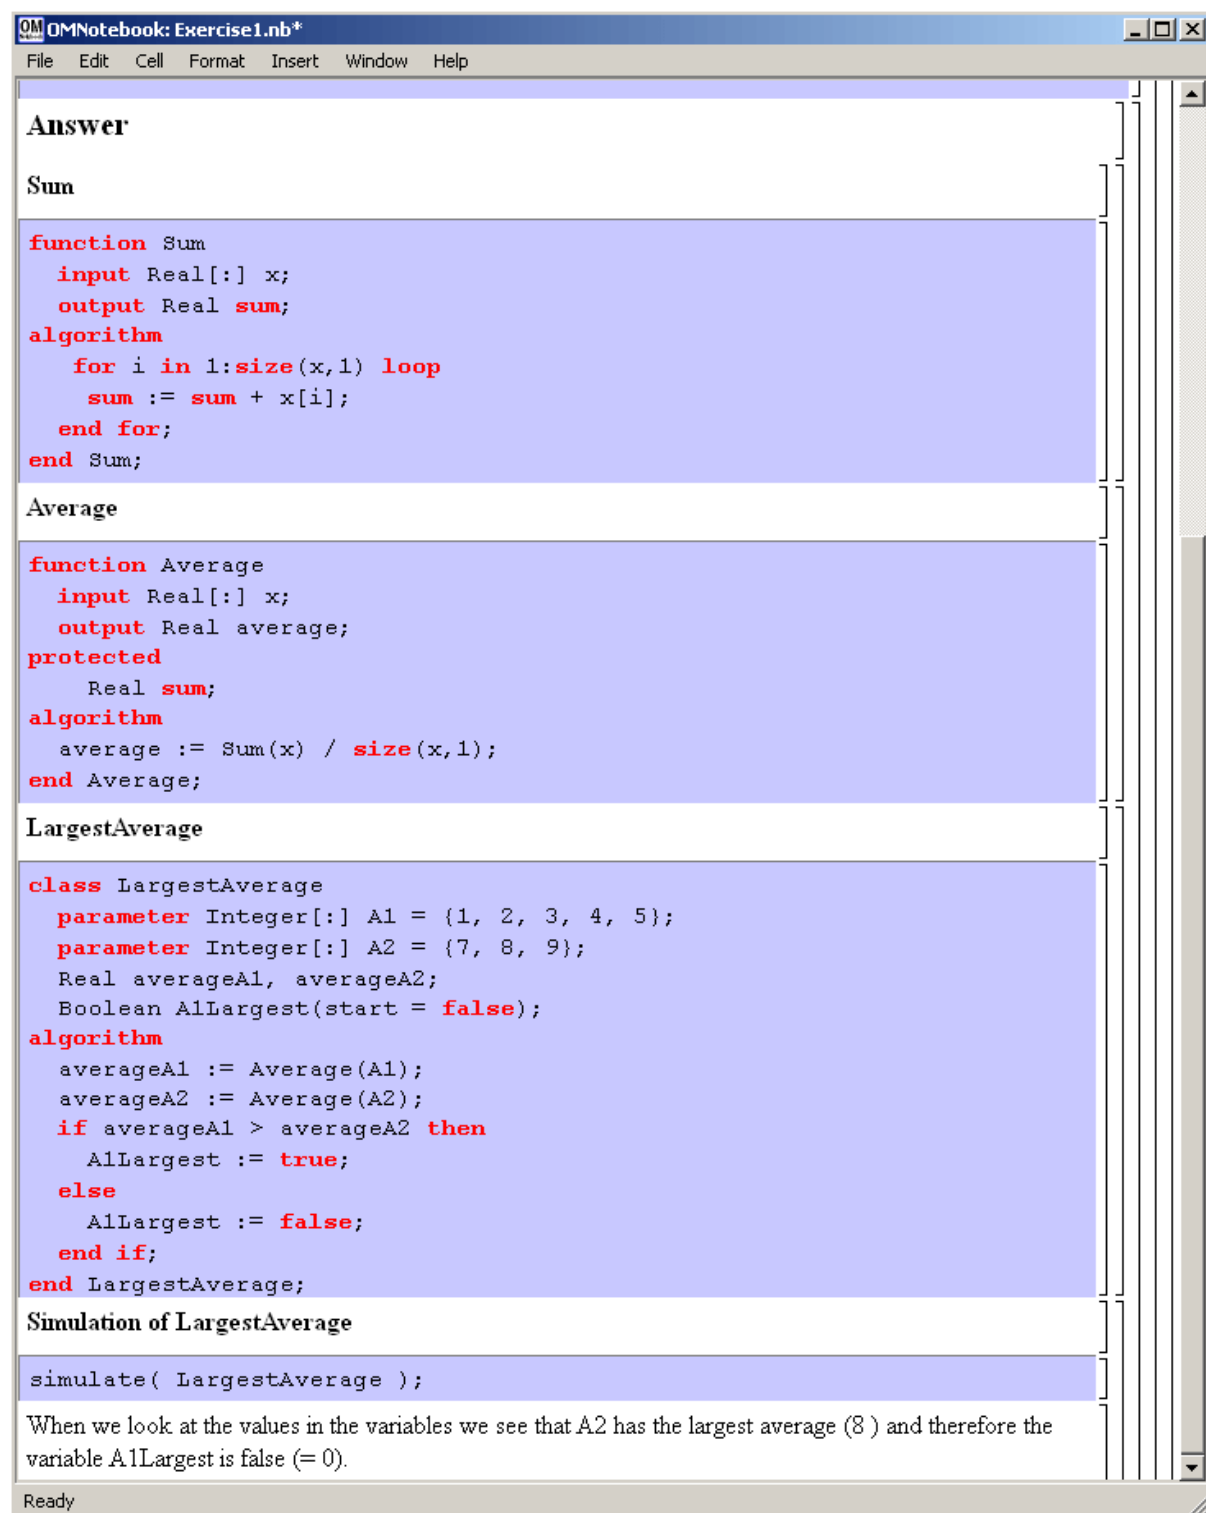 OMNotebook: Exercise1.nb*
File Edit Cell Format Insert Window Help
Answer
Sum
function Sum
  input Real[:] x;
  output Real sum;
algorithm
   for i in 1:size(x,1) loop
    sum := sum + x[i];
  end for;
end Sum;
Average
function Average
  input Real[:] x;
  output Real average;
protected
    Real sum;
algorithm
  average := Sum(x) / size(x,1);
end Average;
LargestAverage
class LargestAverage
  parameter Integer[:] A1 = {1, 2, 3, 4, 5};
  parameter Integer[:] A2 = {7, 8, 9};
  Real averageA1, averageA2;
  Boolean A1Largest(start = false);
algorithm
  averageA1 := Average(A1);
  averageA2 := Average(A2);
  if averageA1 > averageA2 then
    A1Largest := true;
  else
    A1Largest := false;
  end if;
end LargestAverage;
Simulation of LargestAverage
simulate( LargestAverage );
When we look at the values in the variables we see that A2 has the largest average (8 ) and therefore the
variable A1Largest is false (= 0).
Ready